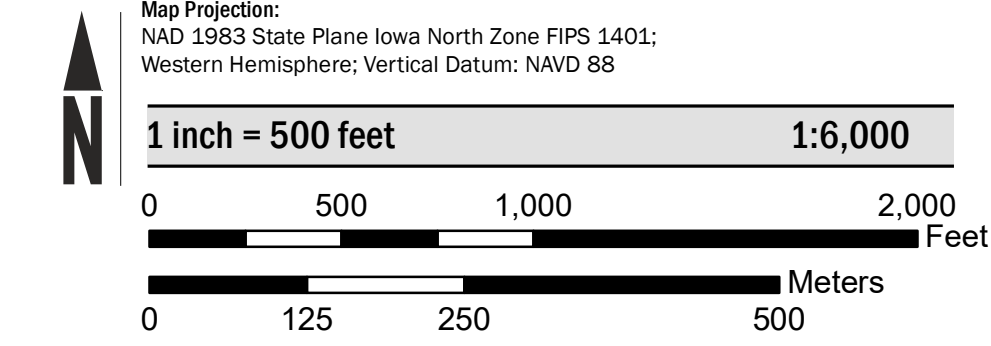 Map Projection:
NAD 1983 State Plane Iowa North Zone FIPS 1401;
Western Hemisphere; Vertical Datum: NAVD 88
N
1 inch = 500 feet 1:6,000
0 500 1,000 2,000
Feet
Meters
0 125 250 500